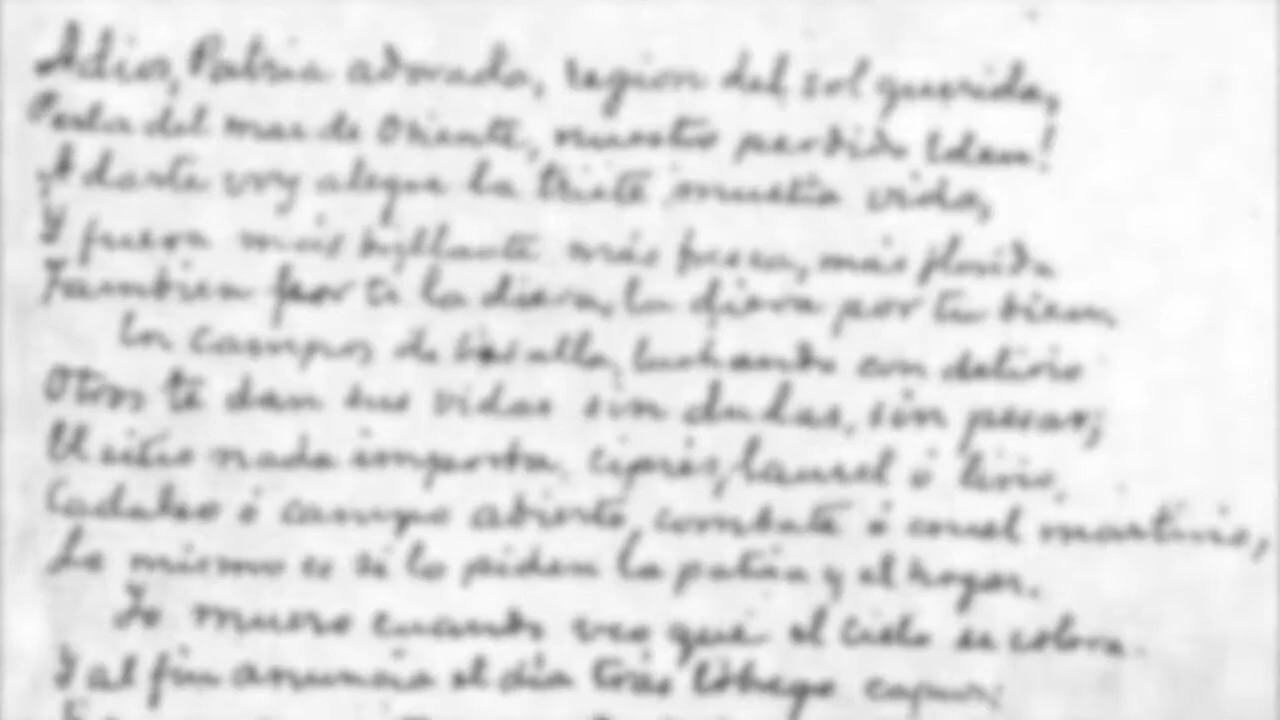 Adios, Patria adorada, region del sol querida,
Perla del mar de Oriente, nuestro perdido Eden!
A darte voy alegre la triste mustia vida,
Y fuera más brillante más fresca, más florida
Tambien por ti la diera, la diera por tu bien.
En campos de batalla, luchando con delirio
Otros te dan sus vidas sin dudas, sin pesar;
El sitio nada importa, ciprés, laurel ó lirio,
Cadalso ó campo abierto, combate ó cruel martirio,
Lo mismo es si lo piden la patria y el hogar.
Yo muero cuando veo que el cielo se colora
Y al fin anuncia el día tras lóbrego capuz;